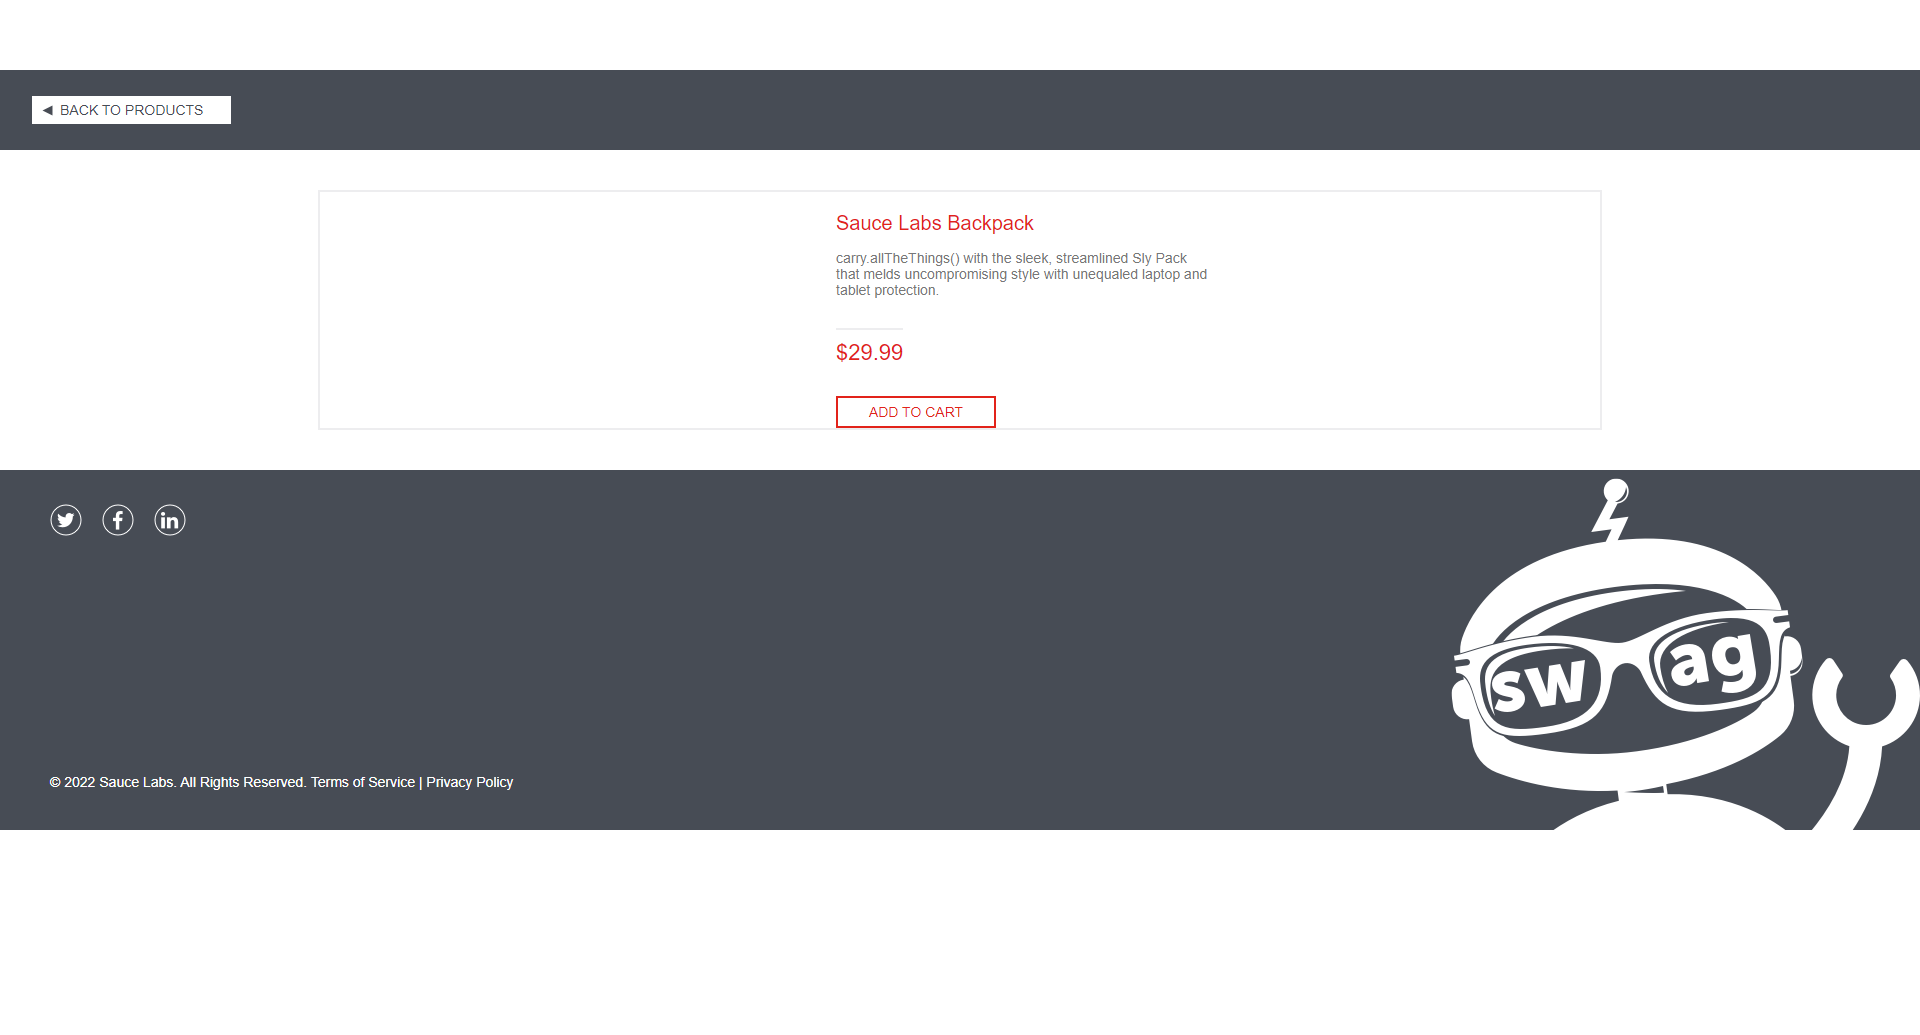 BACK TO PRODUCTS
Sauce Labs Backpack
carry.allTheThings() with the sleek, streamlined Sly Pack
that melds uncompromising style with unequaled laptop and
tablet protection.
$29.99
ADD TO CART
swag
© 2022 Sauce Labs. All Rights Reserved. Terms of Service | Privacy Policy